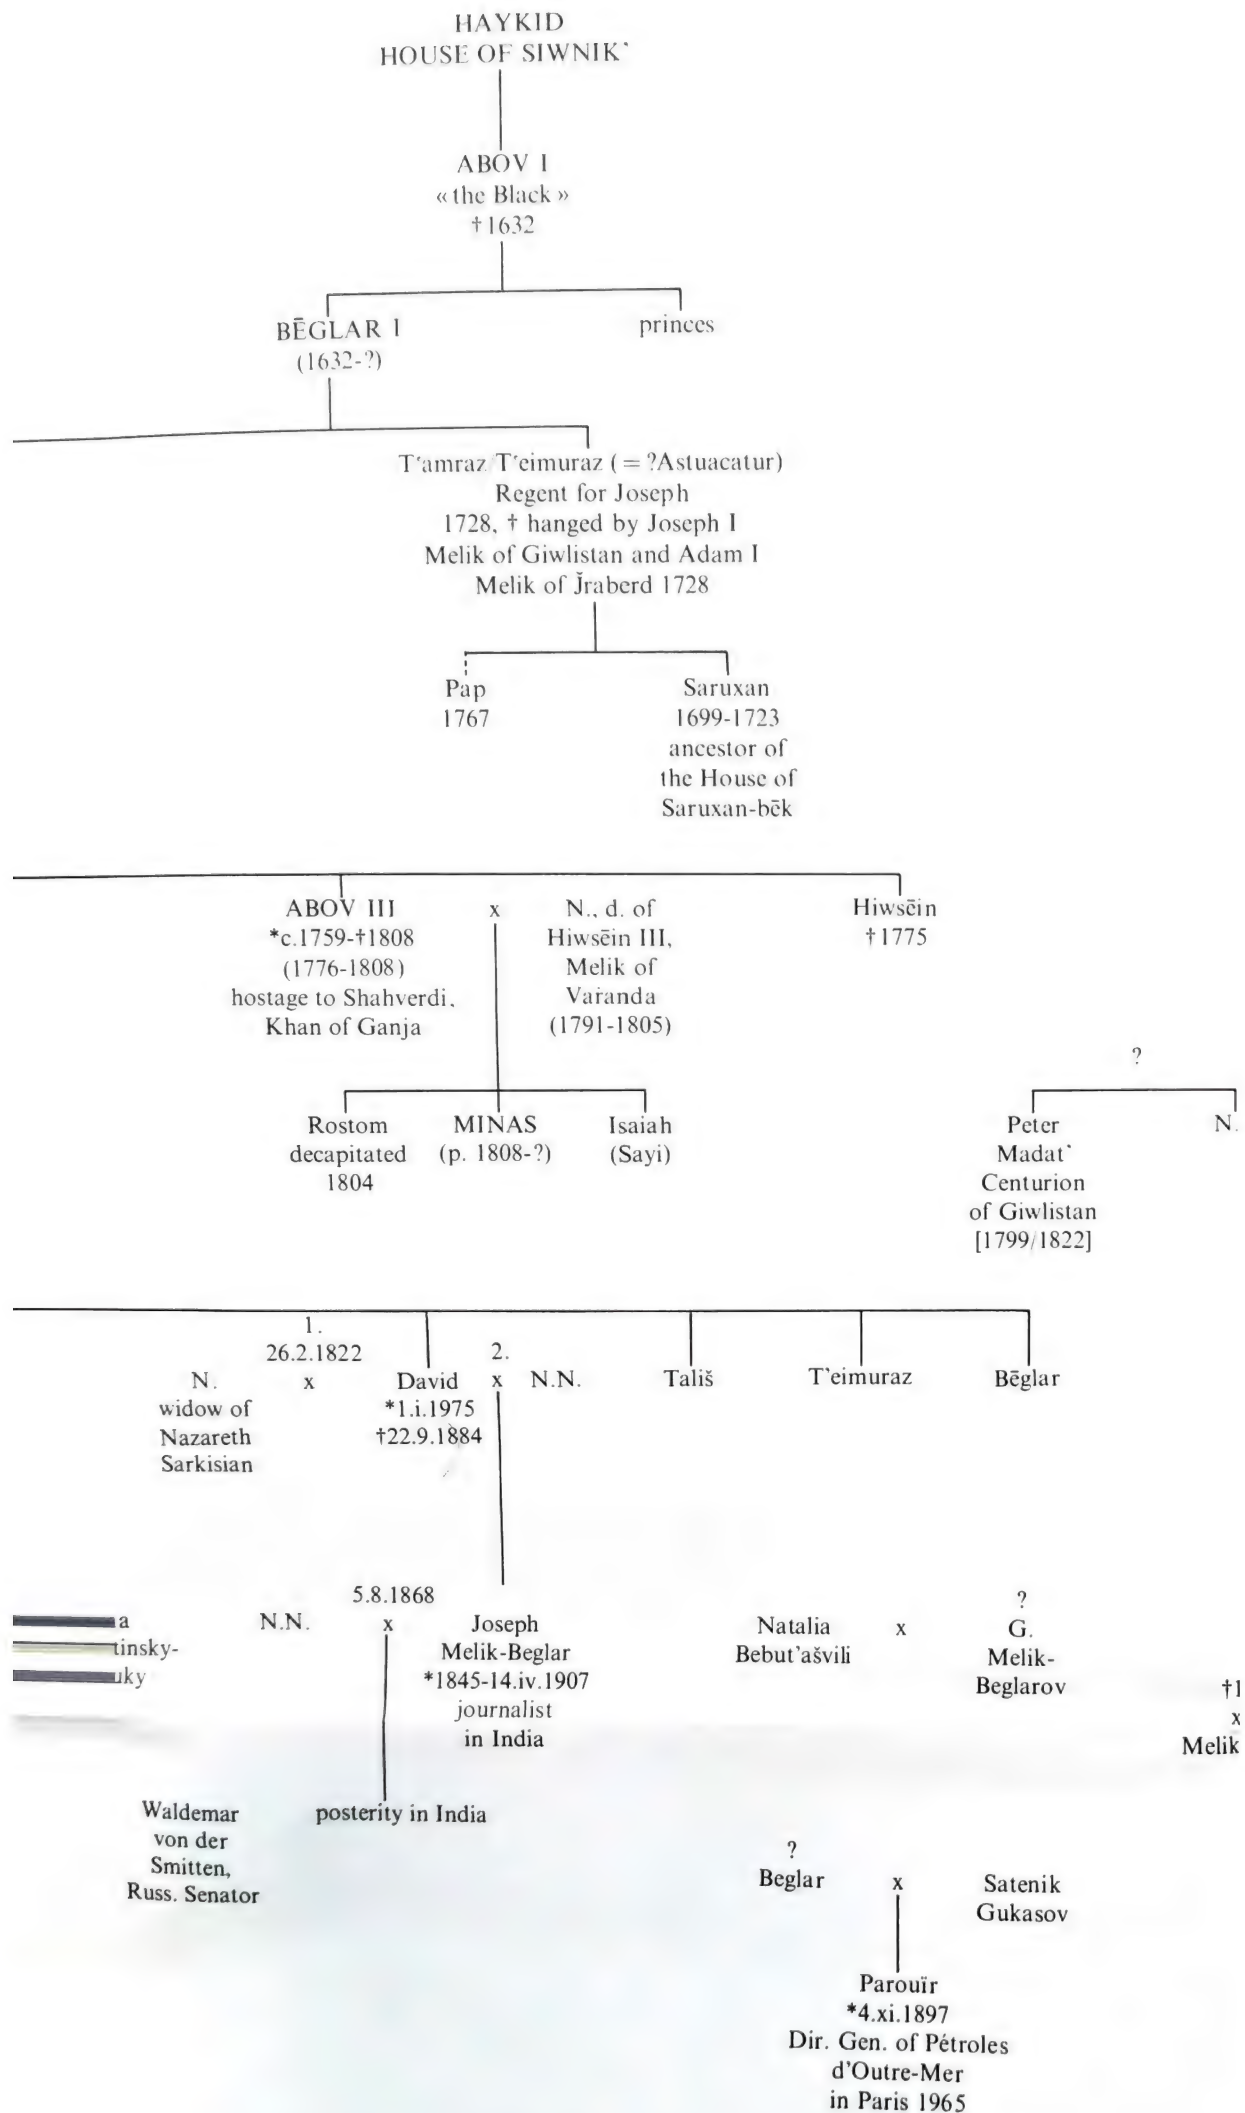 HAYKID
HOUSE OF SIWNIK‘
ABOV I
« the Black »
†1632
BĒGLAR I
(1632-?)
princes
T‘amraz/T‘eimuraz ( = ?Astuacatur)
Regent for Joseph
1728, † hanged by Joseph I
Melik of Giwlistan and Adam I
Melik of J̌raberd 1728
Pap
1767
Saruxan
1699-1723
ancestor of
the House of
Saruxan-bēk
ABOV III
*c.1759-†1808
(1776-1808)
hostage to Shahverdi,
Khan of Ganja
x
N., d. of
Hiwsēin III,
Melik of
Varanda
(1791-1805)
Hiwsēin
†1775
Rostom
decapitated
1804
MINAS
(p. 1808-?)
Isaiah
(Sayi)
?
Peter
Madat‘
Centurion
of Giwlistan
[1799/1822]
N.
1.
26.2.1822
2.
N.
widow of
Nazareth
Sarkisian
x
David
*1.i.1975
†22.9.1884
x
N.N.
Tališ
T‘eimuraz
Bēglar
a
tinsky-
uky
N.N.
5.8.1868
x
Joseph
Melik-Beglar
*1845-14.iv.1907
journalist
in India
Natalia
Bebut‘ašvili
x
?
G.
Melik-
Beglarov
†1
x
Melik
Waldemar
von der
Smitten,
Russ. Senator
posterity in India
?
Beglar
x
Satenik
Gukasov
Parouïr
*4.xi.1897
Dir. Gen. of Pétroles
d'Outre-Mer
in Paris 1965